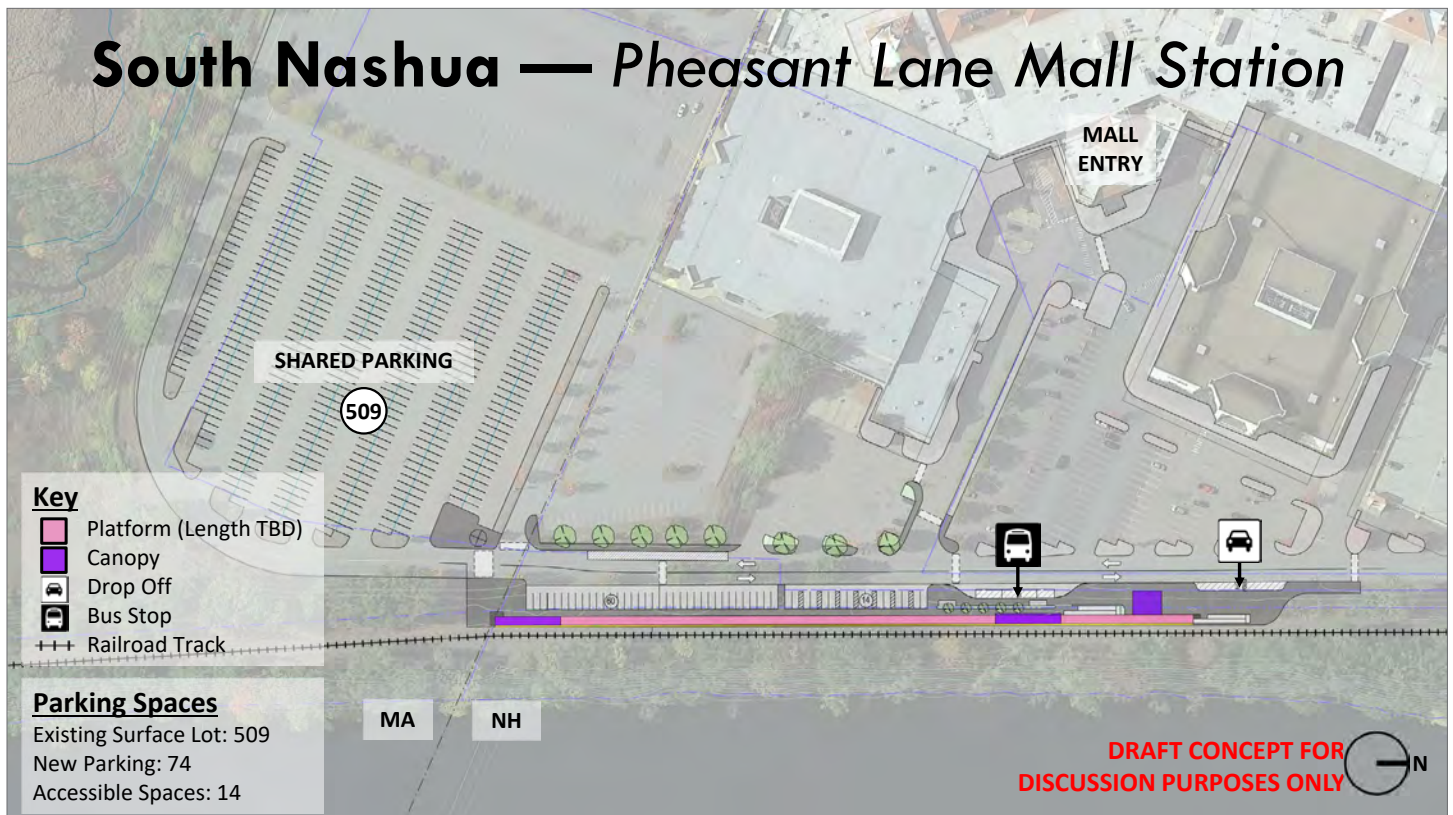 South Nashua — Pheasant Lane Mall Station
MALL
ENTRY
SHARED PARKING
509
Key
Platform (Length TBD)
Canopy
Drop Off
Bus Stop
Railroad Track
60
14
Parking Spaces
Existing Surface Lot: 509
New Parking: 74
Accessible Spaces: 14
MA
NH
DRAFT CONCEPT FOR
DISCUSSION PURPOSES ONLY
N